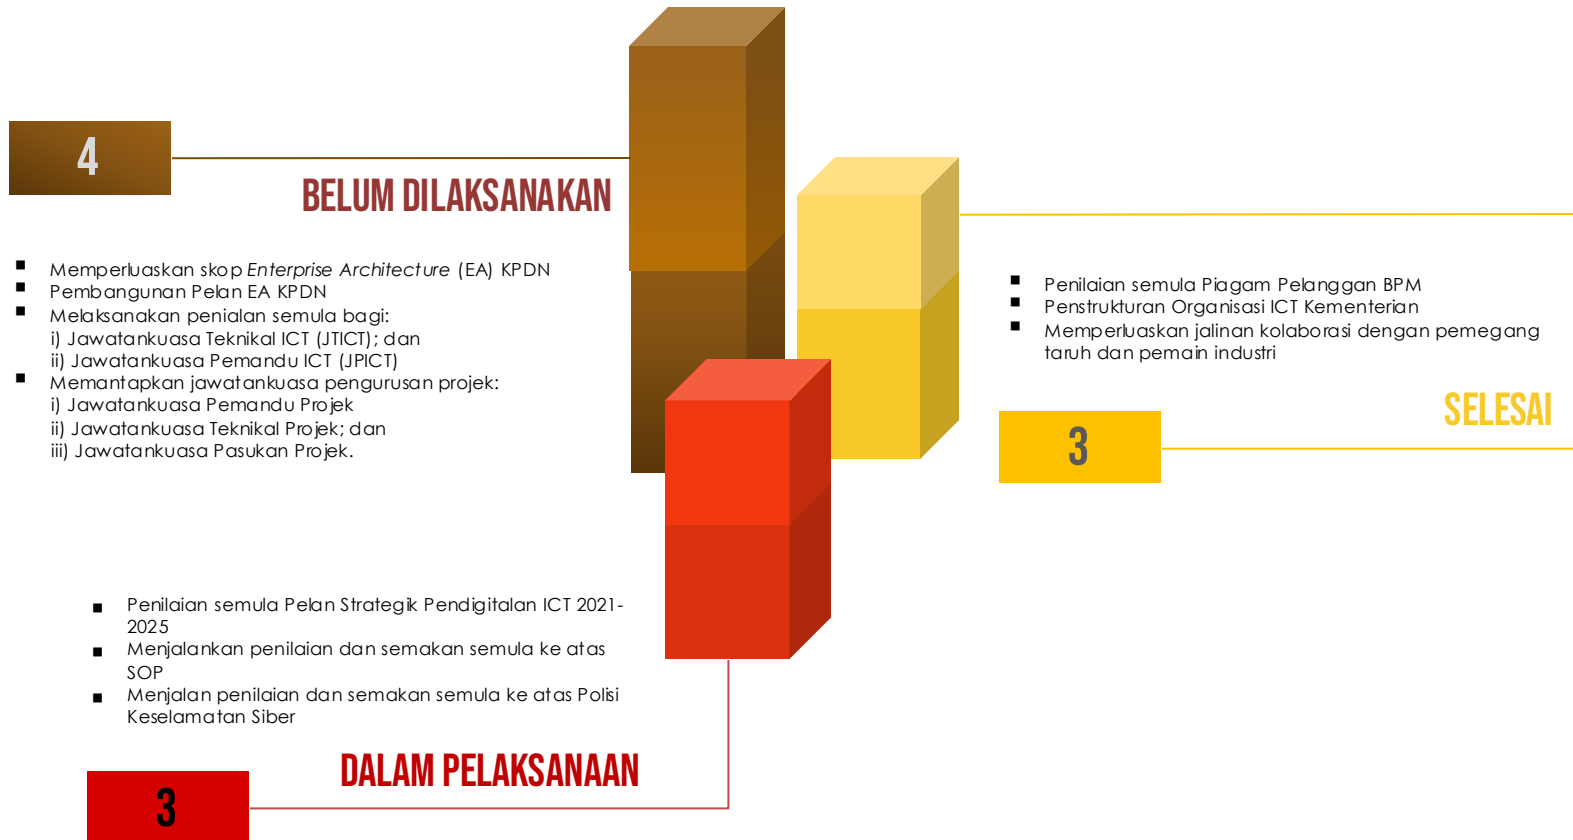 4
BELUM DILAKSANAKAN
▪ Memperluaskan skop Enterprise Architecture (EA) KPDN
▪ Pembangunan Pelan EA KPDN
▪ Melaksanakan penialan semula bagi:
i) Jawatankuasa Teknikal ICT (JTICT); dan
ii) Jawatankuasa Pemandu ICT (JPICT)
▪ Memantapkan jawatankuasa pengurusan projek:
i) Jawatankuasa Pemandu Projek
ii) Jawatankuasa Teknikal Projek; dan
iii) Jawatankuasa Pasukan Projek.
▪ Penilaian semula Piagam Pelanggan BPM
▪ Penstrukturan Organisasi ICT Kementerian
▪ Memperluaskan jalinan kolaborasi dengan pemegang
taruh dan pemain industri
SELESAI
3
▪ Penilaian semula Pelan Strategik Pendigitalan ICT 2021-
2025
▪ Menjalankan penilaian dan semakan semula ke atas
SOP
▪ Menjalan penilaian dan semakan semula ke atas Polisi
Keselamatan Siber
DALAM PELAKSANAAN
3